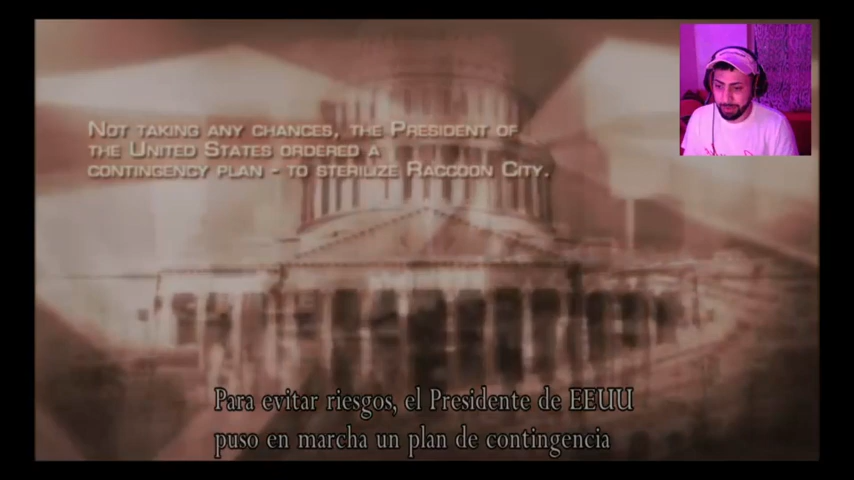 NOT TAKING ANY CHANCES, THE PRESIDENT OF
THE UNITED STATES ORDERED A
CONTINGENCY PLAN - TO STERILIZE RACCOON CITY.
Para evitar riesgos, el Presidente de EEUU
puso en marcha un plan de contingencia